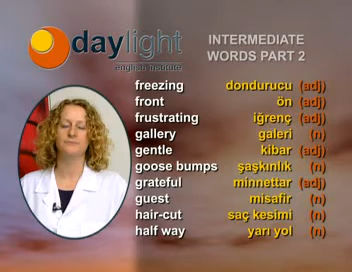 daylight
english institute
INTERMEDIATE
WORDS PART 2
freezing dondurucu (adj)
front ön (adj)
frustrating iğrenç (adj)
gallery galeri (n)
gentle kibar (adj)
goose bumps şaşkınlık (n)
grateful minnettar (adj)
guest misafir (n)
hair-cut saç kesimi (n)
half way yarı yol (n)